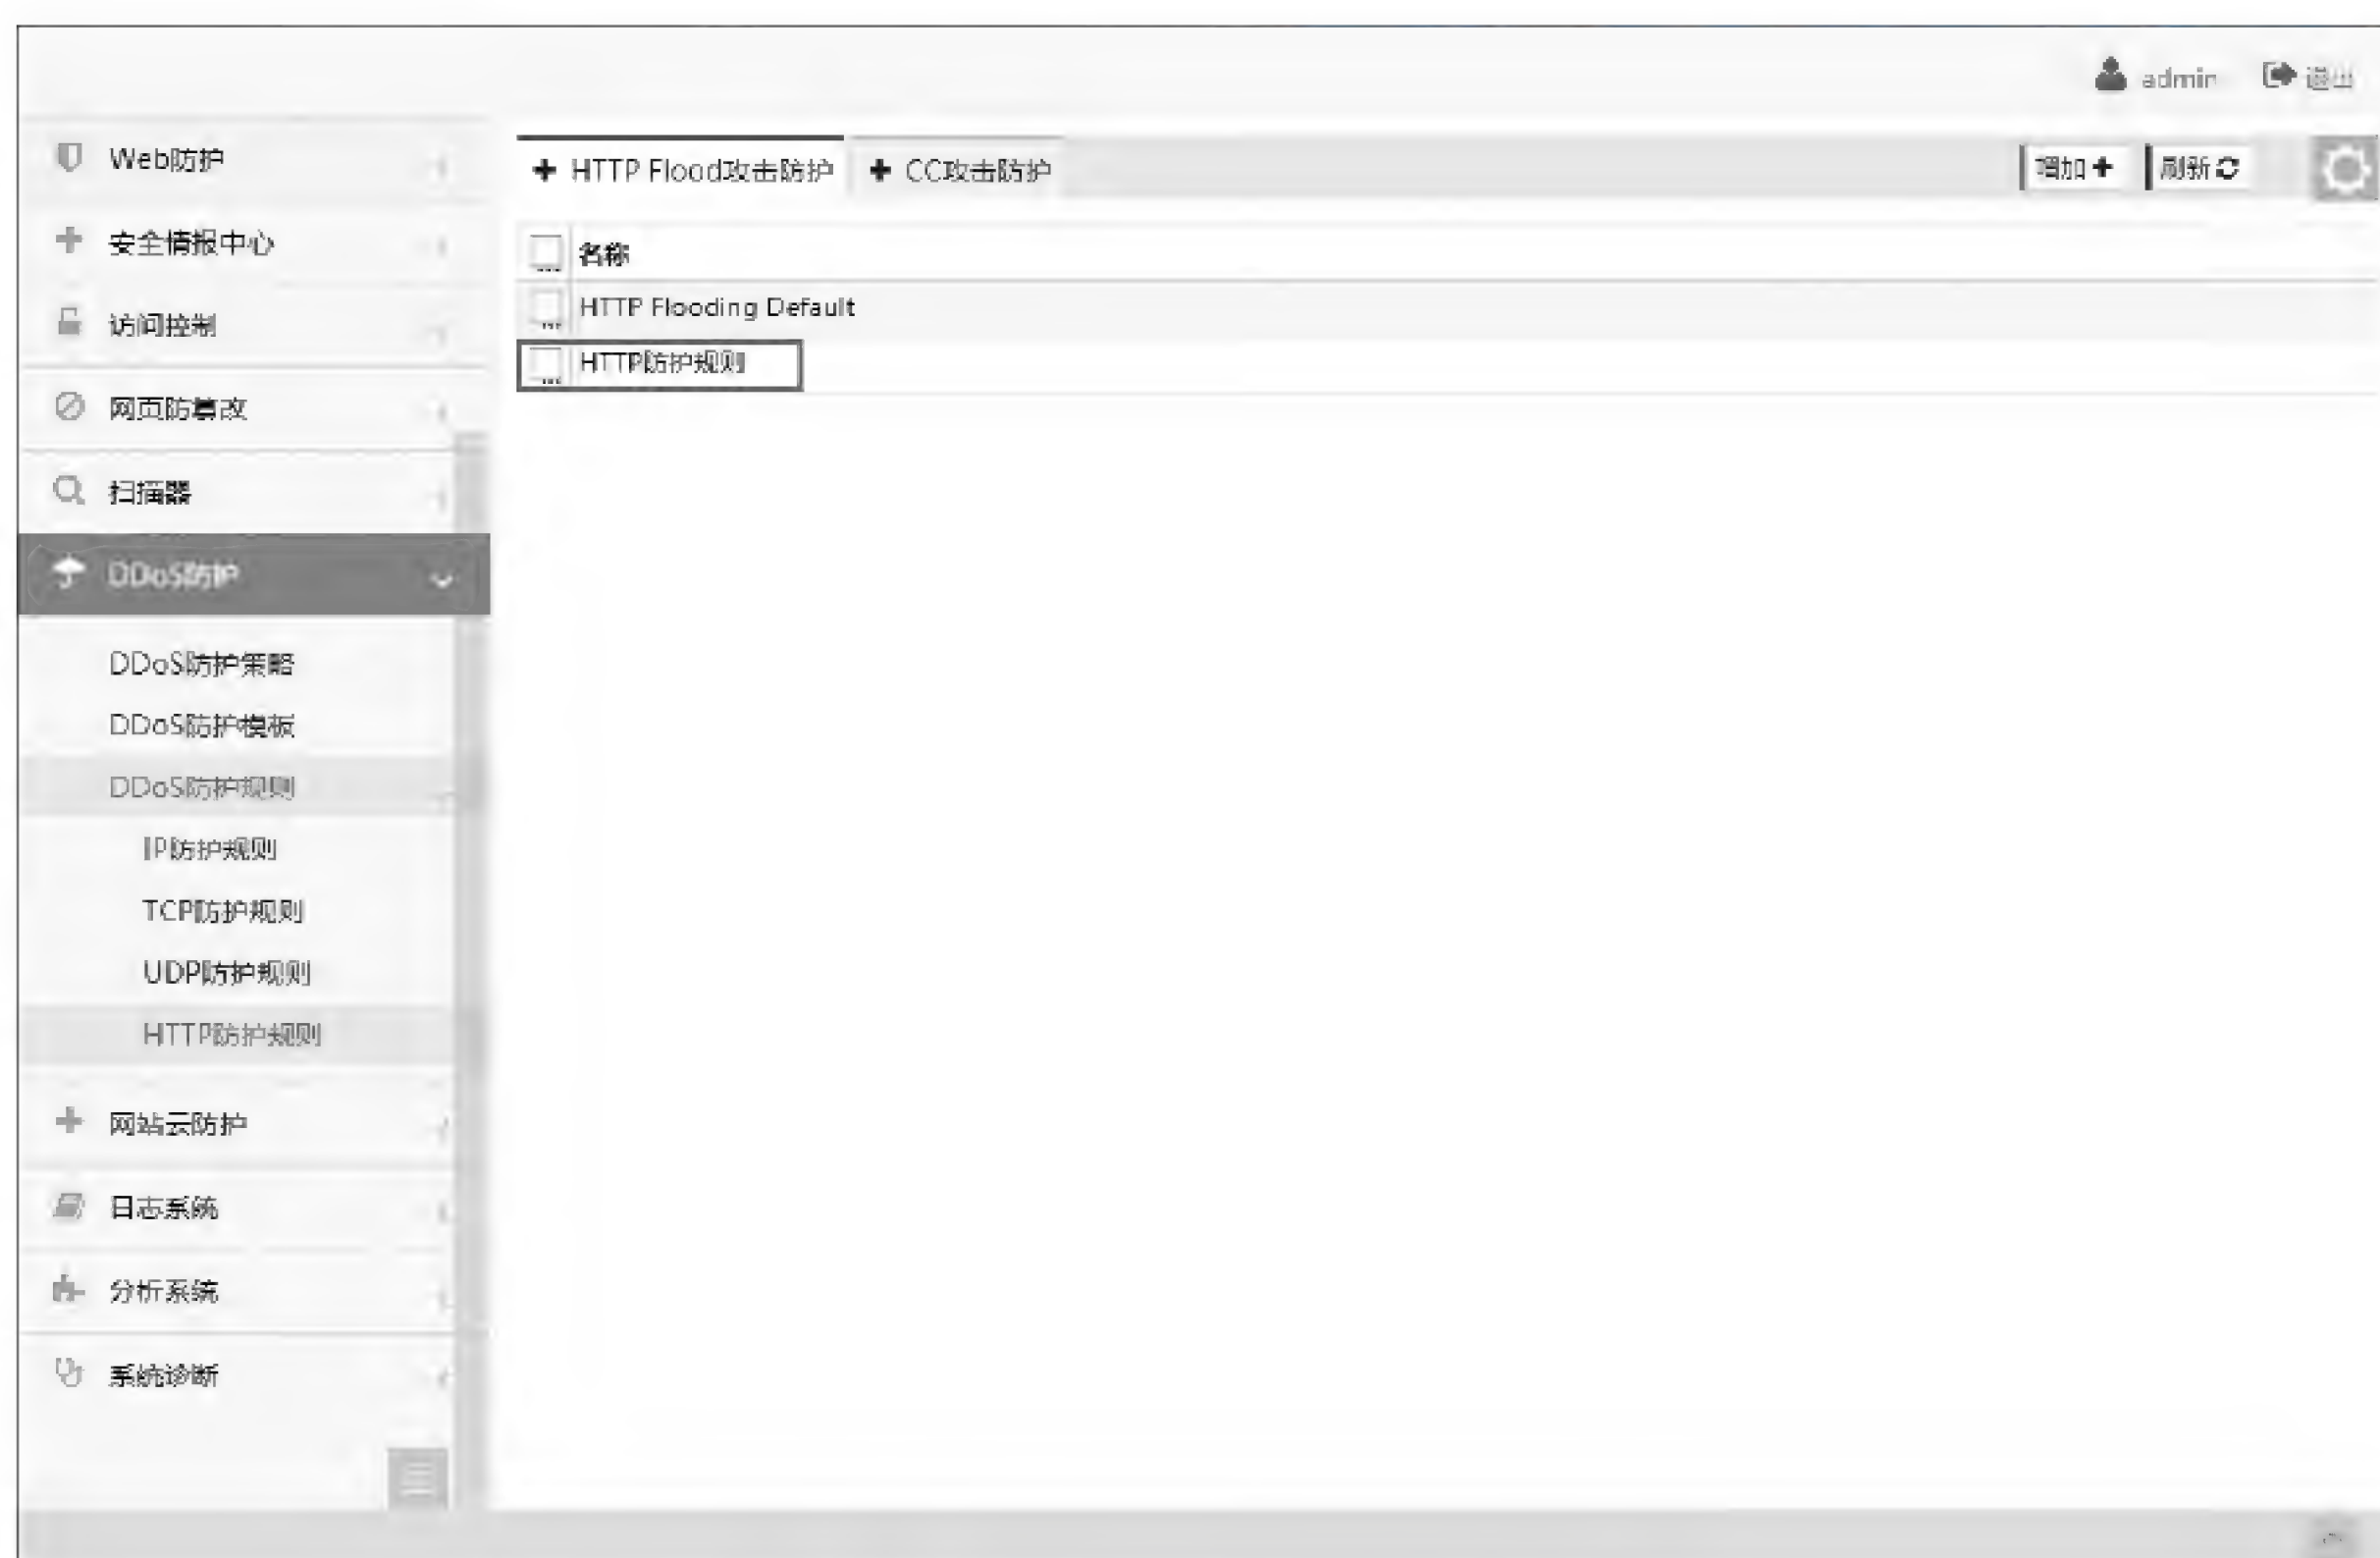 admin 退出
Web防护
安全情报中心
访问控制
网页防篡改
扫描器
DDoS防护
DDoS防护策略
DDoS防护模板
DDoS防护规则
IP防护规则
TCP防护规则
UDP防护规则
HTTP防护规则
网站云防护
日志系统
分析系统
系统诊断
HTTP Flood攻击防护 CC攻击防护 增加 刷新
名称
HTTP Flooding Default
HTTP防护规则